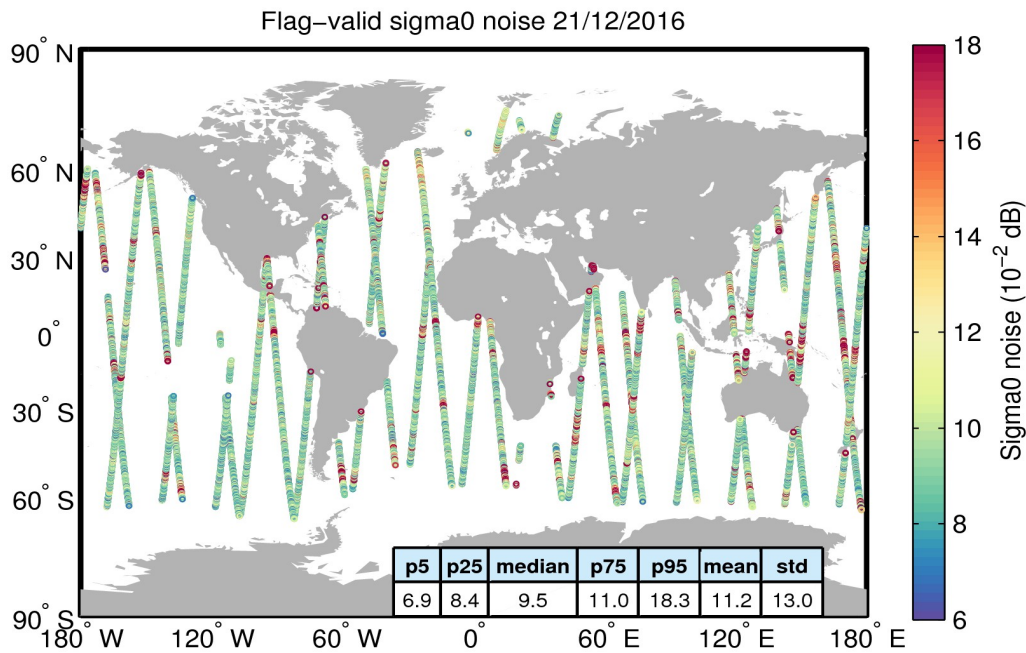 Flag−valid sigma0 noise 21/12/2016
90° N
60° N
30° N
0°
30° S
60° S
90° S
180° W
120° W
60° W
0°
60° E
120° E
180° E
p5 p25 median p75 p95 mean std
6.9 8.4 9.5 11.0 18.3 11.2 13.0
18
16
14
12
10
8
6
Sigma0 noise (10⁻² dB)